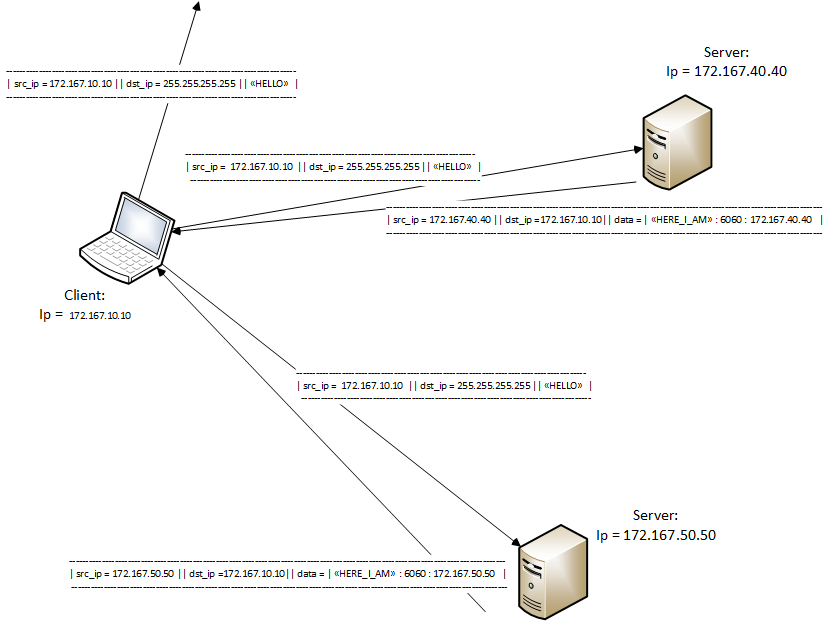 Server:
Ip = 172.167.40.40
| src_ip = 172.167.10.10 || dst_ip = 255.255.255.255 || «HELLO» |
| src_ip = 172.167.10.10 || dst_ip = 255.255.255.255 || «HELLO» |
| src_ip = 172.167.40.40 || dst_ip =172.167.10.10|| data = | «HERE_I_AM» : 6060 : 172.167.40.40 |
Client:
Ip = 172.167.10.10
| src_ip = 172.167.10.10 || dst_ip = 255.255.255.255 || «HELLO» |
Server:
Ip = 172.167.50.50
| src_ip = 172.167.50.50 || dst_ip =172.167.10.10|| data = | «HERE_I_AM» : 6060 : 172.167.50.50 |